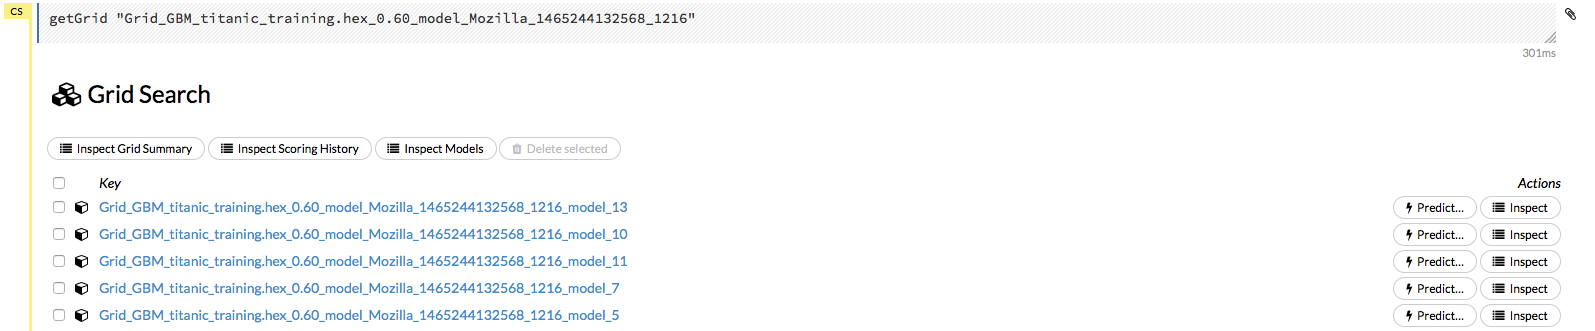 CS
getGrid "Grid_GBM_titanic_training.hex_0.60_model_Mozilla_1465244132568_1216"
301ms
Grid Search
Inspect Grid Summary Inspect Scoring History Inspect Models Delete selected
Key Actions
Grid_GBM_titanic_training.hex_0.60_model_Mozilla_1465244132568_1216_model_13 Predict... Inspect
Grid_GBM_titanic_training.hex_0.60_model_Mozilla_1465244132568_1216_model_10 Predict... Inspect
Grid_GBM_titanic_training.hex_0.60_model_Mozilla_1465244132568_1216_model_11 Predict... Inspect
Grid_GBM_titanic_training.hex_0.60_model_Mozilla_1465244132568_1216_model_7 Predict... Inspect
Grid_GBM_titanic_training.hex_0.60_model_Mozilla_1465244132568_1216_model_5 Predict... Inspect